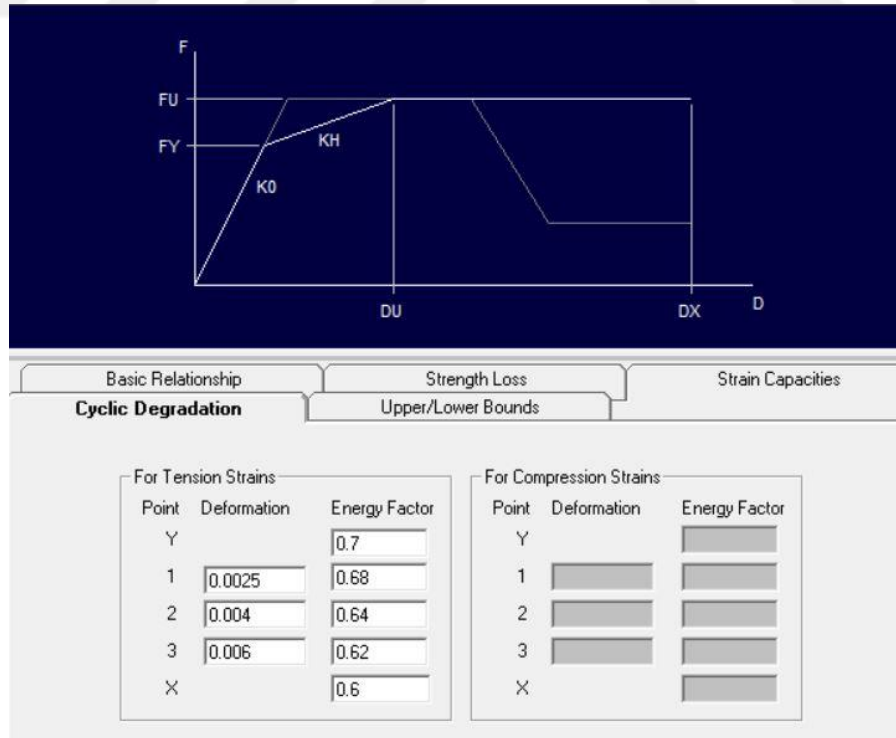 F
FU
FY
KH
K0
DU
DX
D
Basic Relationship Strength Loss Strain Capacities
Cyclic Degradation Upper/Lower Bounds
For Tension Strains For Compression Strains
Point Deformation Energy Factor Point Deformation Energy Factor
Y 0.7 Y
1 0.0025 0.68 1
2 0.004 0.64 2
3 0.006 0.62 3
X 0.6 X